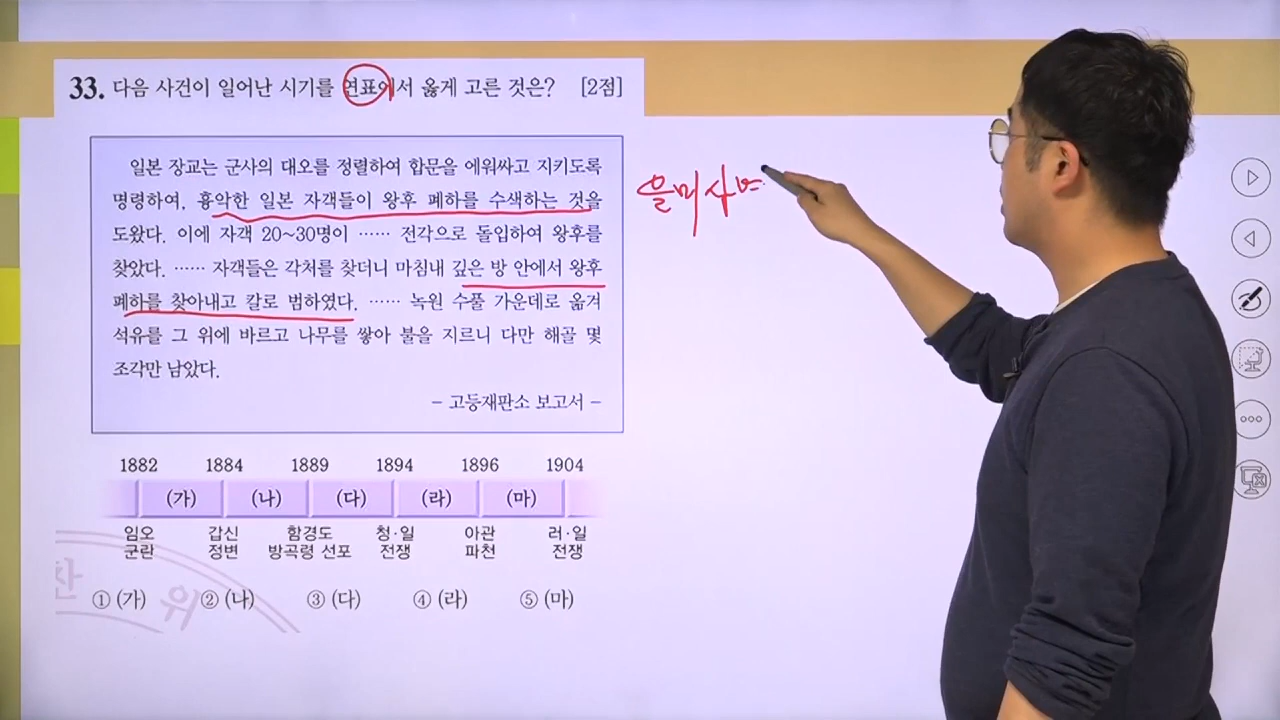 33. 다음 사건이 일어난 시기를 연표에서 옳게 고른 것은? [2점]
일본 장교는 군사의 대오를 정렬하여 합문을 에워싸고 지키도록
명령하여, 흉악한 일본 자객들이 왕후 폐하를 수색하는 것을
도왔다. 이에 자객 20~30명이 …… 전각으로 돌입하여 왕후를
찾았다. …… 자객들은 각처를 찾더니 마침내 깊은 방 안에서 왕후
폐하를 찾아내고 칼로 범하였다. …… 녹원 수풀 가운데로 옮겨
석유를 그 위에 바르고 나무를 쌓아 불을 지르니 다만 해골 몇
조각만 남았다.
- 고등재판소 보고서 -
을미사변
1882 1884 1889 1894 1896 1904
(가) (나) (다) (라) (마)
임오 갑신 함경도 청·일 아관 러·일
군란 정변 방곡령 선포 전쟁 파천 전쟁
① (가) ② (나) ③ (다) ④ (라) ⑤ (마)
위